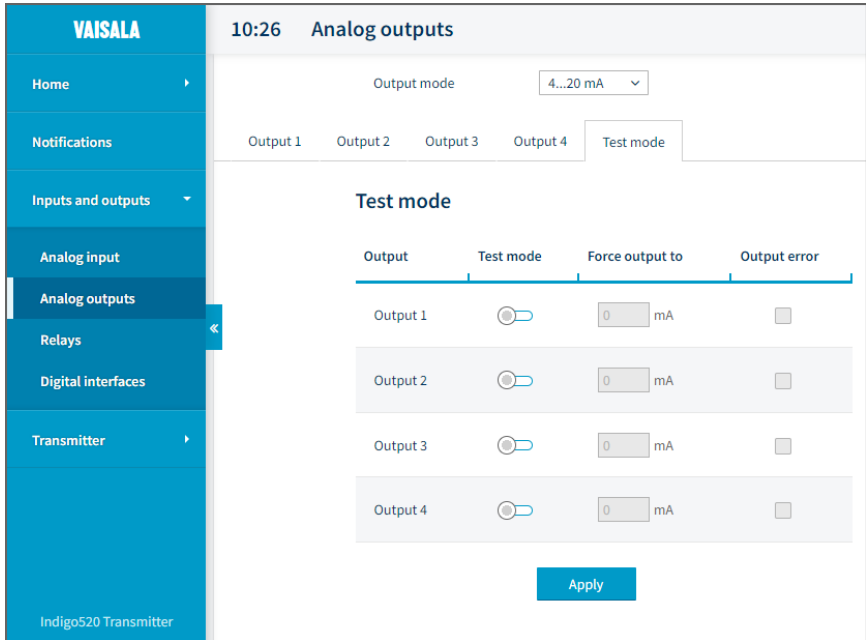 VAISALA
10:26 Analog outputs
Home
Notifications
Inputs and outputs
Analog input
Analog outputs
Relays
Digital interfaces
Transmitter
Indigo520 Transmitter
Output mode 4...20 mA
Output 1 Output 2 Output 3 Output 4 Test mode
Test mode
Output Test mode Force output to Output error
Output 1 0 mA
Output 2 0 mA
Output 3 0 mA
Output 4 0 mA
Apply